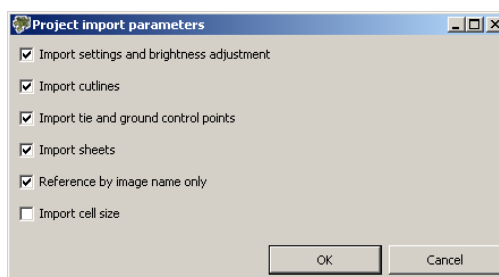 Project import parameters
Import settings and brightness adjustment
Import cutlines
Import tie and ground control points
Import sheets
Reference by image name only
Import cell size
OK Cancel